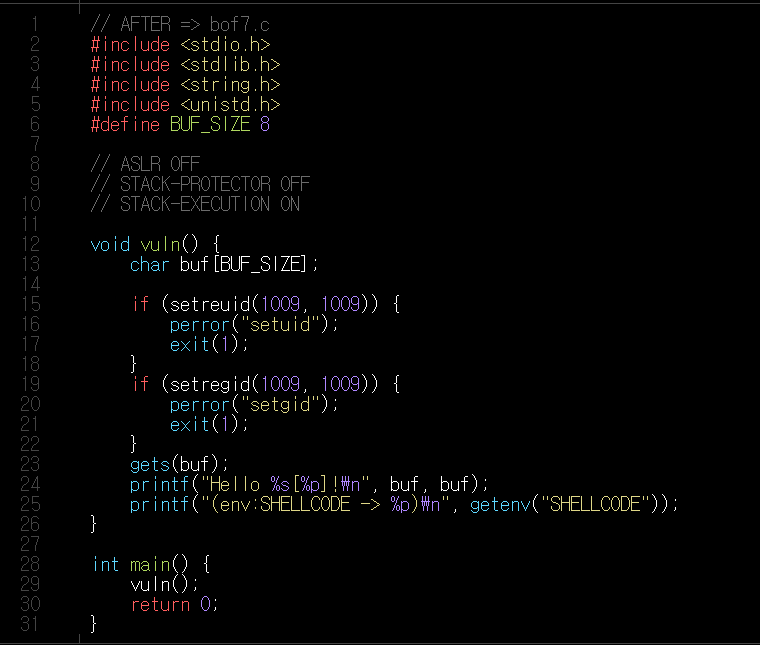 1 // AFTER => bof7.c
2 #include <stdio.h>
3 #include <stdlib.h>
4 #include <string.h>
5 #include <unistd.h>
6 #define BUF_SIZE 8
7
8 // ASLR OFF
9 // STACK-PROTECTOR OFF
10 // STACK-EXECUTION ON
11
12 void vuln() {
13     char buf[BUF_SIZE];
14
15     if (setreuid(1009, 1009)) {
16         perror("setuid");
17         exit(1);
18     }
19     if (setregid(1009, 1009)) {
20         perror("setgid");
21         exit(1);
22     }
23     gets(buf);
24     printf("Hello %s[%p]!₩n", buf, buf);
25     printf("(env:SHELLCODE -> %p)₩n", getenv("SHELLCODE"));
26 }
27
28 int main() {
29     vuln();
30     return 0;
31 }